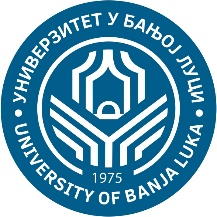 УНИВЕРЗИТЕТ У БАЊОЈ ЛУЦИ
1975
UNIVERSITY OF BANJA LUKA